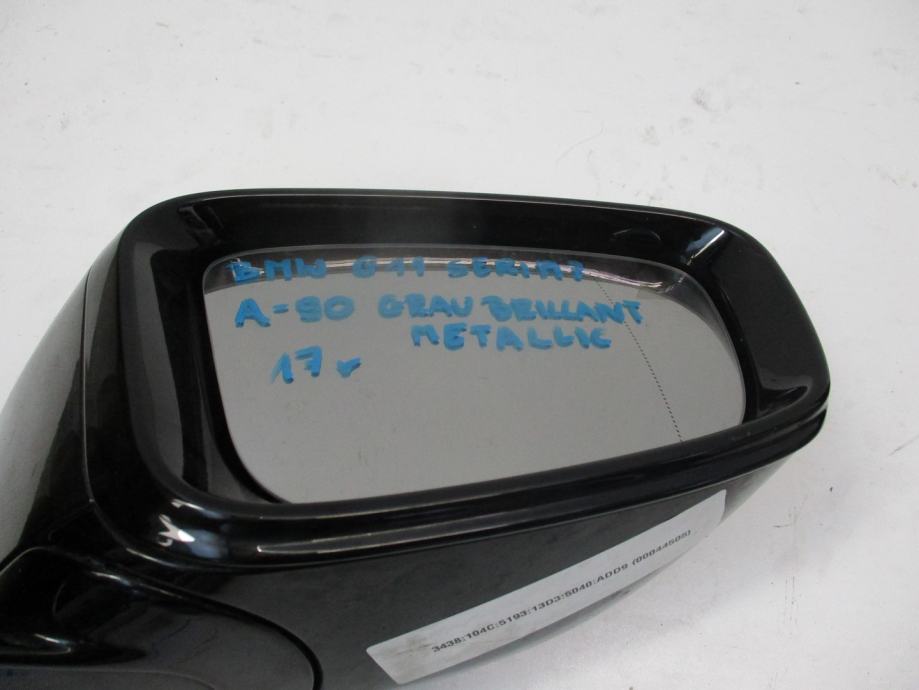 BMW G11 SERIA7
A-90 GRAU BRILLANT
METALLIC
17r
3438:104C:5193:13D3:5040:ADD9 (00044505)